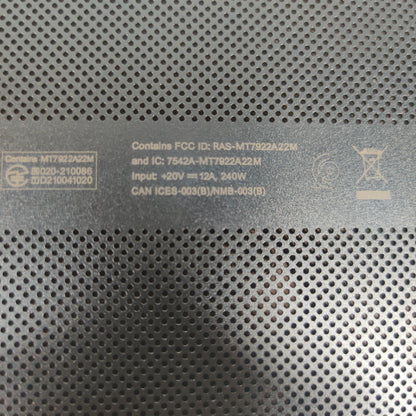 Contains MT7922A22M
R 020-210086
T D210041020
Contains FCC ID: RAS-MT7922A22M
and IC: 7542A-MT7922A22M
Input: +20V ⎓ 12A, 240W
CAN ICES-003(B)/NMB-003(B)